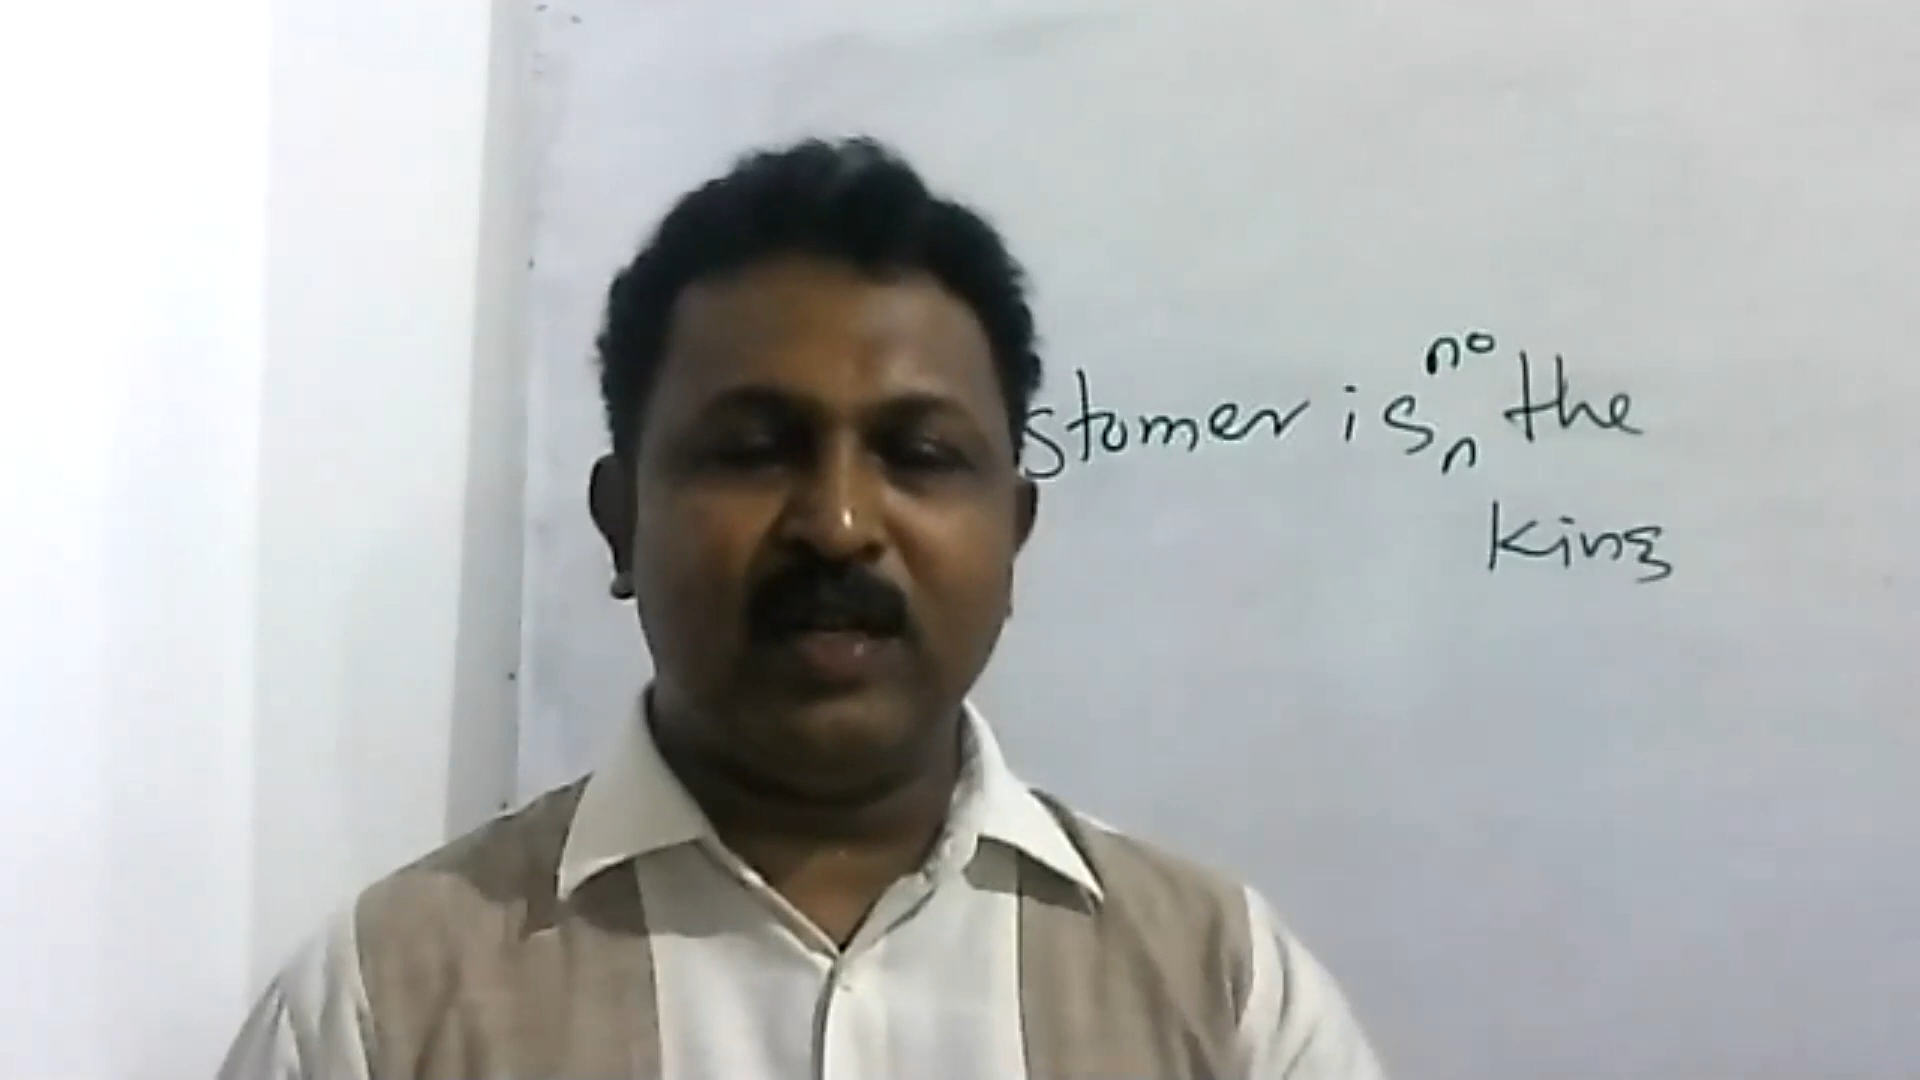 stomer is no the
n
king